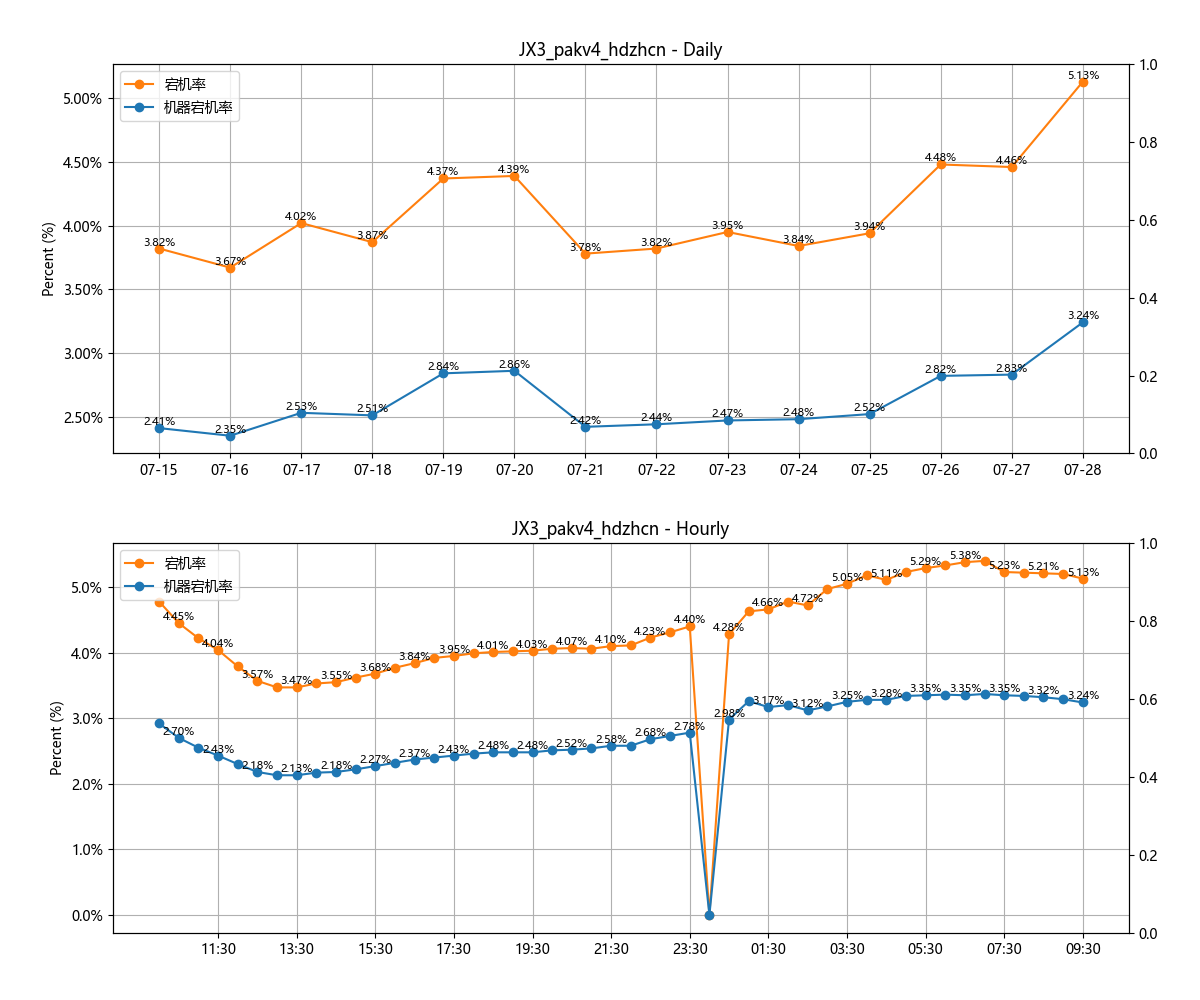 JX3_pakv4_hdzhcn - Daily
宕机率
机器宕机率
Percent (%)
5.00%
4.50%
4.00%
3.50%
3.00%
2.50%
1.0
0.8
0.6
0.4
0.2
0.0
3.82% 3.67% 4.02% 3.87% 4.37% 4.39% 3.78% 3.82% 3.95% 3.84% 3.94% 4.48% 4.46% 5.13%
2.41% 2.35% 2.53% 2.51% 2.84% 2.86% 2.42% 2.44% 2.47% 2.48% 2.52% 2.82% 2.83% 3.24%
07-15 07-16 07-17 07-18 07-19 07-20 07-21 07-22 07-23 07-24 07-25 07-26 07-27 07-28
JX3_pakv4_hdzhcn - Hourly
宕机率
机器宕机率
Percent (%)
5.0%
4.0%
3.0%
2.0%
1.0%
0.0%
1.0
0.8
0.6
0.4
0.2
0.0
4.45% 4.04% 3.57% 3.47% 3.55% 3.68% 3.84% 3.95% 4.01% 4.03% 4.07% 4.10% 4.23% 4.40% 4.28% 4.66% 4.72% 5.05% 5.11% 5.29% 5.38% 5.23% 5.21% 5.13%
2.70% 2.43% 2.18% 2.13% 2.18% 2.27% 2.37% 2.43% 2.48% 2.48% 2.52% 2.58% 2.68% 2.78% 2.98% 3.17% 3.12% 3.25% 3.28% 3.35% 3.35% 3.35% 3.32% 3.24%
11:30 13:30 15:30 17:30 19:30 21:30 23:30 01:30 03:30 05:30 07:30 09:30